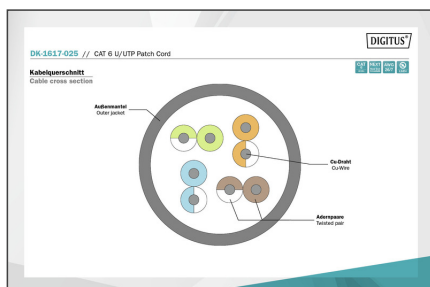 DIGITUS®
DK-1617-025 // CAT 6 U/UTP Patch Cord
Kabelquerschnitt
Cable cross section
Außenmantel
Outer jacket
Cu-Draht
Cu-Wire
Adernpaare
Twisted pair